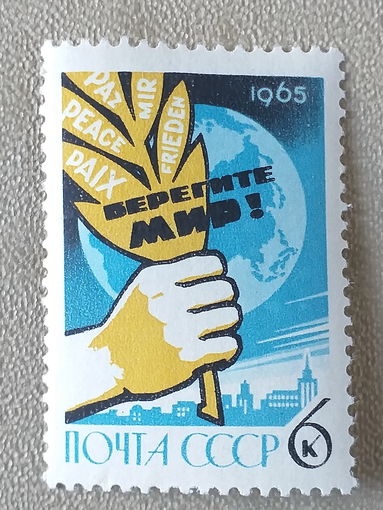 PAZ
MIR
PEACE
FRIEDEN
PAIX
1965
БЕРЕГИТЕ
МИР!
ПОЧТА СССР
6 К